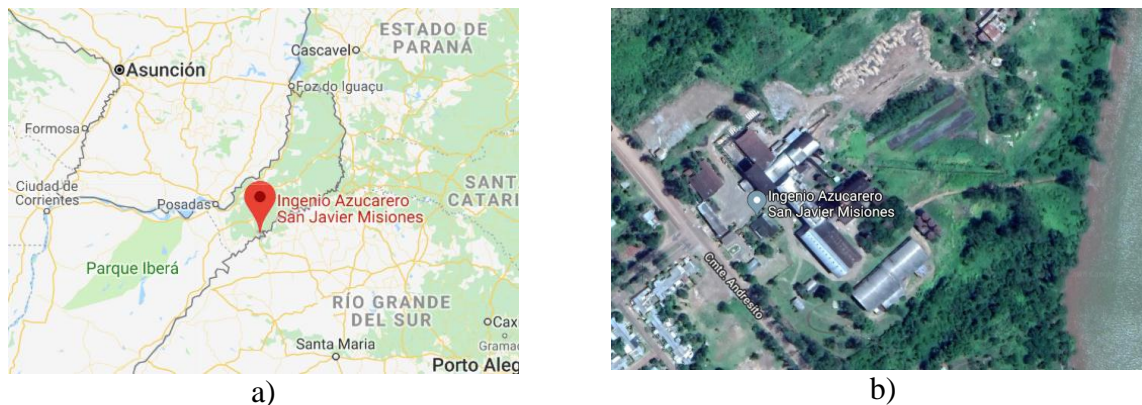 ESTADO DE
PARANÁ
Cascavel
Asunción
Foz do Iguaçu
Formosa
Ciudad de
Corrientes
Posadas
Ingenio Azucarero
San Javier Misiones
SANT
CATARI
Parque Iberá
RÍO GRANDE
DEL SUR
Cax
Grama
Santa Maria
Porto Aleg
a)
Ingenio Azucarero
San Javier Misiones
Cmte. Andresito
b)